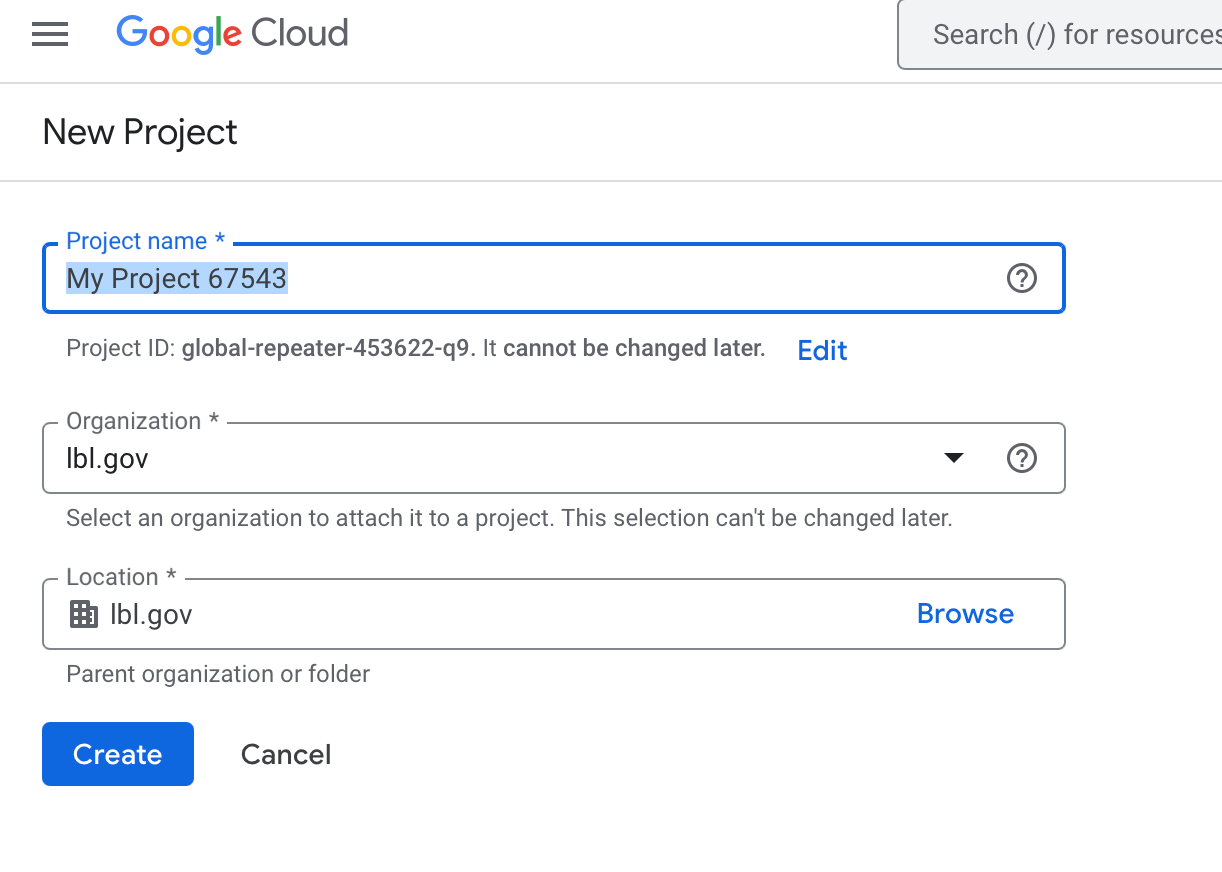 Google Cloud
Search (/) for resources
New Project
Project name *
My Project 67543
Project ID: global-repeater-453622-q9. It cannot be changed later.
Edit
Organization *
lbl.gov
Select an organization to attach it to a project. This selection can't be changed later.
Location *
lbl.gov
Browse
Parent organization or folder
Create
Cancel